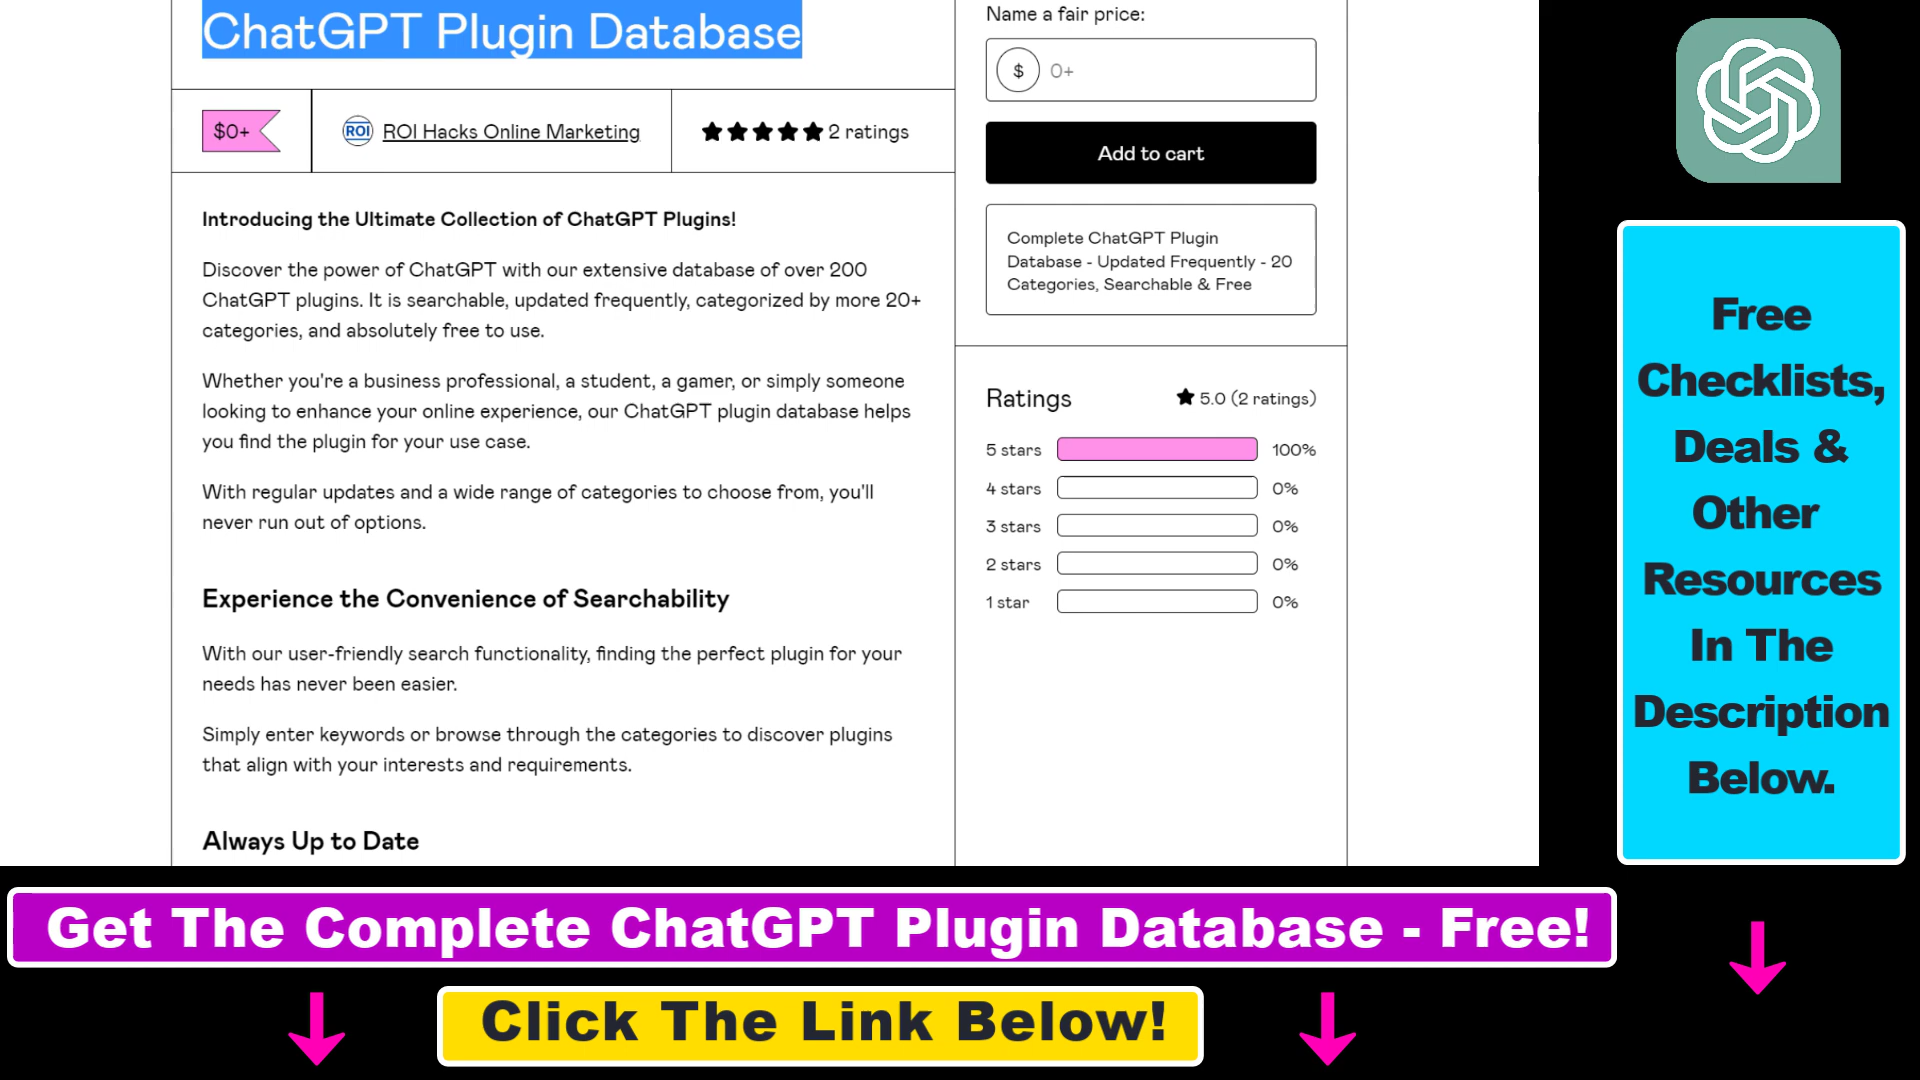 ChatGPT Plugin Database
$0+
ROI
ROI Hacks Online Marketing
2 ratings
Introducing the Ultimate Collection of ChatGPT Plugins!
Discover the power of ChatGPT with our extensive database of over 200
ChatGPT plugins. It is searchable, updated frequently, categorized by more 20+
categories, and absolutely free to use.
Whether you're a business professional, a student, a gamer, or simply someone
looking to enhance your online experience, our ChatGPT plugin database helps
you find the plugin for your use case.
With regular updates and a wide range of categories to choose from, you'll
never run out of options.
Experience the Convenience of Searchability
With our user-friendly search functionality, finding the perfect plugin for your
needs has never been easier.
Simply enter keywords or browse through the categories to discover plugins
that align with your interests and requirements.
Always Up to Date
Name a fair price:
$ 0+
Add to cart
Complete ChatGPT Plugin
Database - Updated Frequently - 20
Categories, Searchable & Free
Ratings
5.0 (2 ratings)
5 stars 100%
4 stars 0%
3 stars 0%
2 stars 0%
1 star 0%
Free
Checklists,
Deals &
Other
Resources
In The
Description
Below.
Get The Complete ChatGPT Plugin Database - Free!
Click The Link Below!